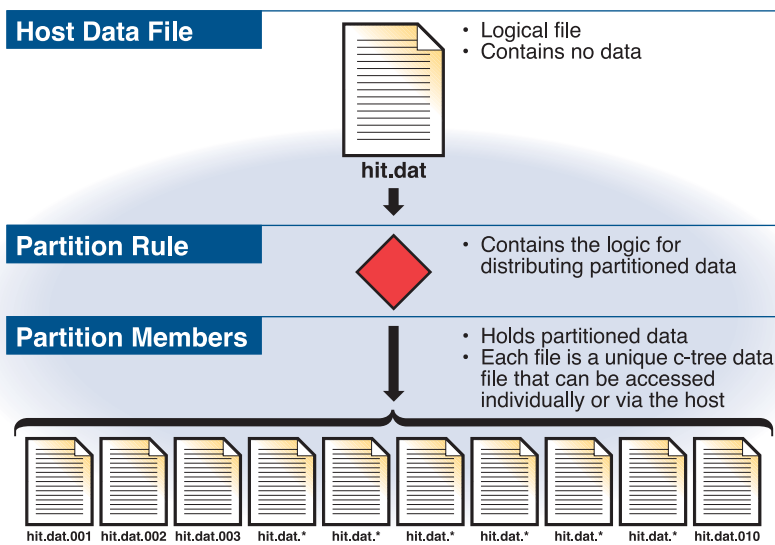 Host Data File
• Logical file
• Contains no data
hit.dat
Partition Rule
• Contains the logic for
distributing partitioned data
Partition Members
• Holds partitioned data
• Each file is a unique c-tree data
file that can be accessed
individually or via the host
hit.dat.001 hit.dat.002 hit.dat.003 hit.dat.* hit.dat.* hit.dat.* hit.dat.* hit.dat.* hit.dat.* hit.dat.010